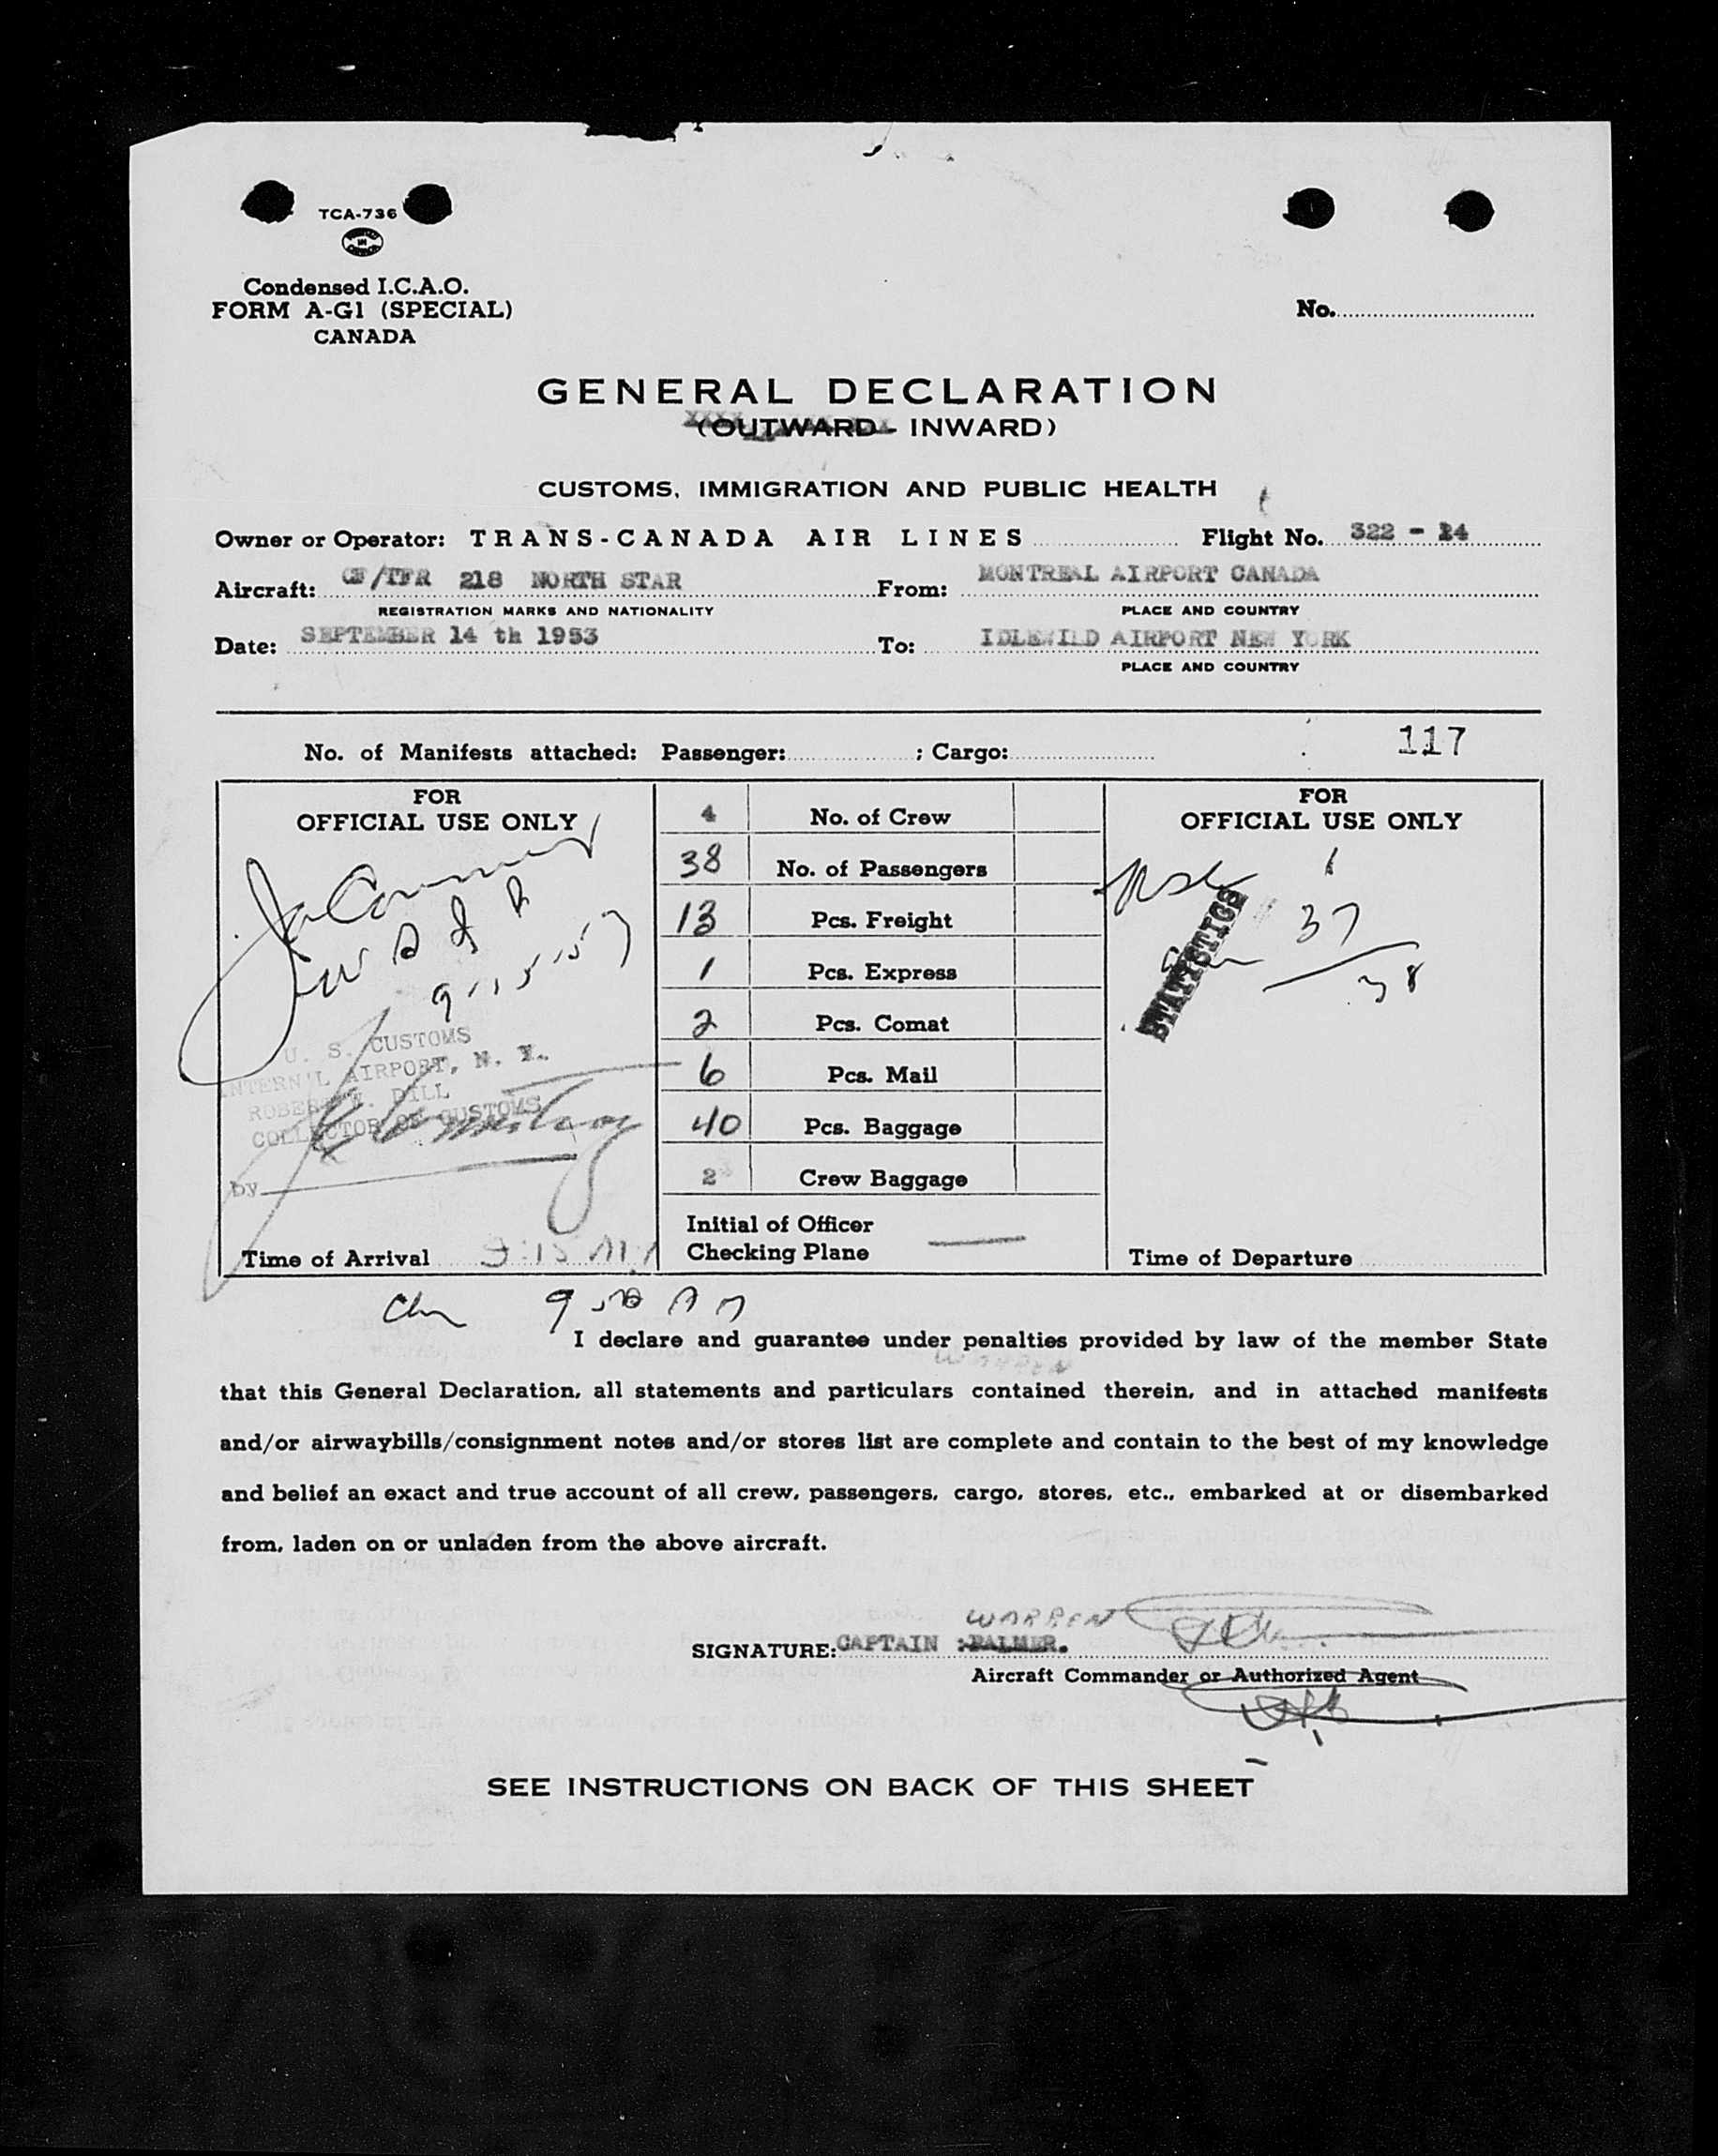 TCA-736
Condensed I.C.A.O.
FORM A-G1 (SPECIAL)
CANADA
No.
GENERAL DECLARATION
(OUTWARD - INWARD)
CUSTOMS, IMMIGRATION AND PUBLIC HEALTH
Owner or Operator: TRANS-CANADA AIR LINES Flight No. 322 - 14
Aircraft: CF/TFR 218 NORTH STAR From: MONTREAL AIRPORT CANADA
REGISTRATION MARKS AND NATIONALITY PLACE AND COUNTRY
Date: SEPTEMBER 14 th 1953 To: IDLEWILD AIRPORT NEW YORK
PLACE AND COUNTRY
117
No. of Manifests attached: Passenger: ; Cargo:
FOR
OFFICIAL USE ONLY
9-15-53
U. S. CUSTOMS
INTERN'L AIRPORT, N. Y.
ROBERT W. DILL
COLLECTOR OF CUSTOMS
by
Time of Arrival
4 No. of Crew
38 No. of Passengers
13 Pcs. Freight
1 Pcs. Express
2 Pcs. Comat
6 Pcs. Mail
40 Pcs. Baggage
2 Crew Baggage
Initial of Officer
Checking Plane
FOR
OFFICIAL USE ONLY
1
37
38
STATISTICS
Time of Departure
I declare and guarantee under penalties provided by law of the member State
WARREN
that this General Declaration, all statements and particulars contained therein, and in attached manifests
and/or airwaybills/consignment notes and/or stores list are complete and contain to the best of my knowledge
and belief an exact and true account of all crew, passengers, cargo, stores, etc., embarked at or disembarked
from, laden on or unladen from the above aircraft.
WARREN
SIGNATURE: CAPTAIN PALMER.
Aircraft Commander or Authorized Agent
SEE INSTRUCTIONS ON BACK OF THIS SHEET